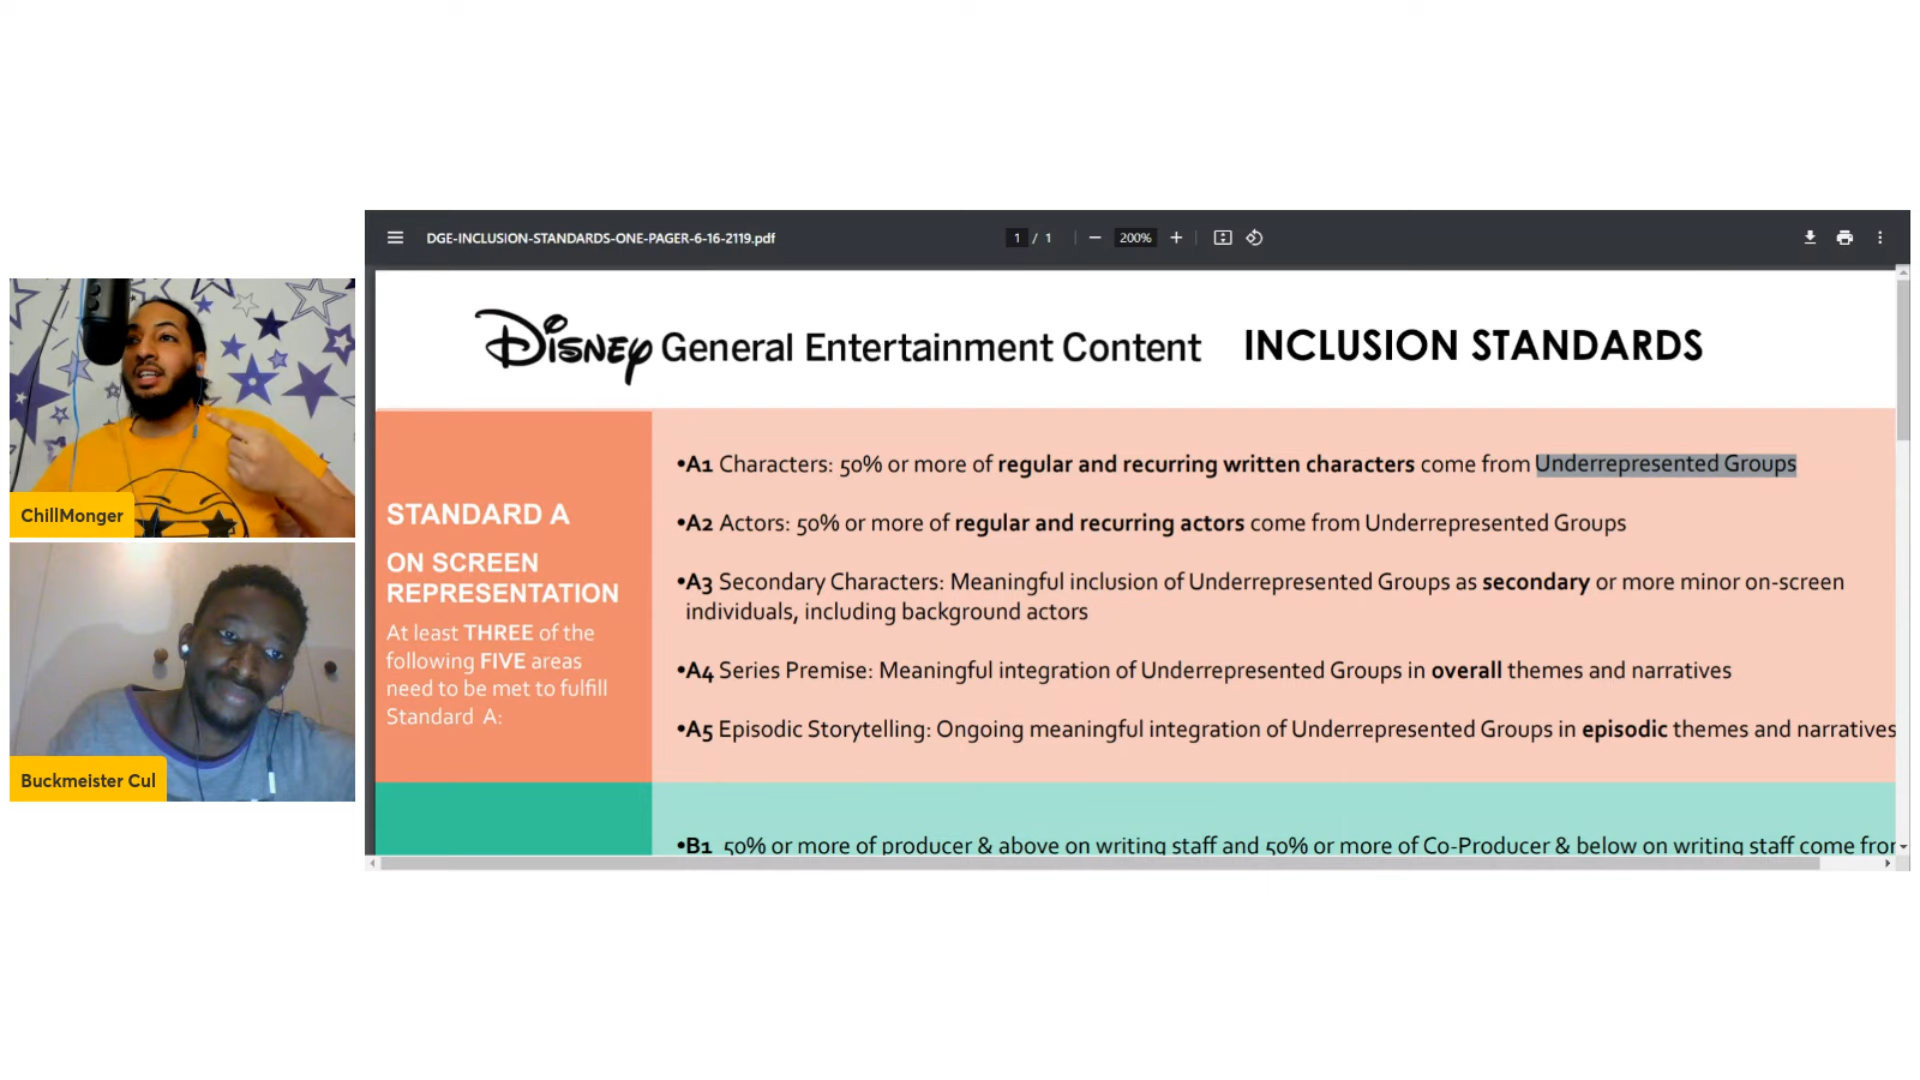 DGE-INCLUSION-STANDARDS-ONE-PAGER-6-16-2119.pdf
1 / 1
200%
Disney General Entertainment Content INCLUSION STANDARDS
STANDARD A
ON SCREEN
REPRESENTATION
At least THREE of the
following FIVE areas
need to be met to fulfill
Standard A:
•A1 Characters: 50% or more of regular and recurring written characters come from Underrepresented Groups
•A2 Actors: 50% or more of regular and recurring actors come from Underrepresented Groups
•A3 Secondary Characters: Meaningful inclusion of Underrepresented Groups as secondary or more minor on-screen
individuals, including background actors
•A4 Series Premise: Meaningful integration of Underrepresented Groups in overall themes and narratives
•A5 Episodic Storytelling: Ongoing meaningful integration of Underrepresented Groups in episodic themes and narratives
•B1 50% or more of producer & above on writing staff and 50% or more of Co-Producer & below on writing staff come from
ChillMonger
Buckmeister Cul